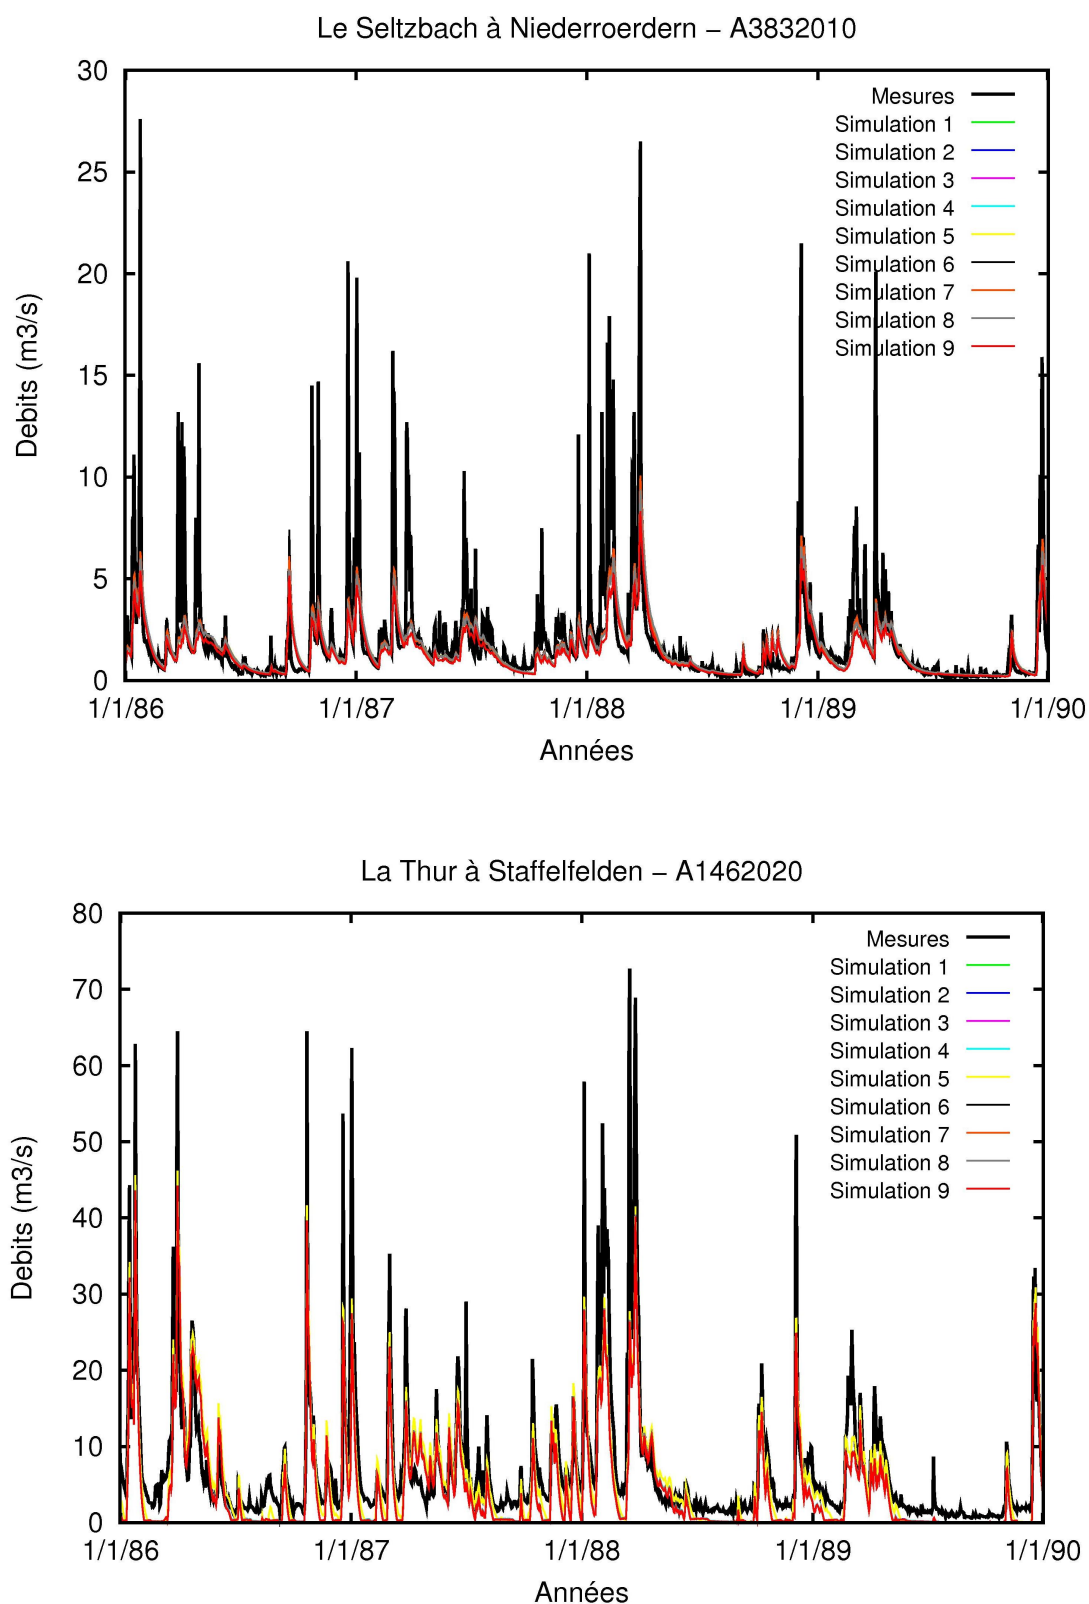 Le Seltzbach à Niederroerdern – A3832010
30
25
20
15
10
5
0
Debits (m3/s)
Mesures
Simulation 1
Simulation 2
Simulation 3
Simulation 4
Simulation 5
Simulation 6
Simulation 7
Simulation 8
Simulation 9
1/1/86 1/1/87 1/1/88 1/1/89 1/1/90
Années
La Thur à Staffelfelden – A1462020
80
70
60
50
40
30
20
10
0
Debits (m3/s)
Mesures
Simulation 1
Simulation 2
Simulation 3
Simulation 4
Simulation 5
Simulation 6
Simulation 7
Simulation 8
Simulation 9
1/1/86 1/1/87 1/1/88 1/1/89 1/1/90
Années